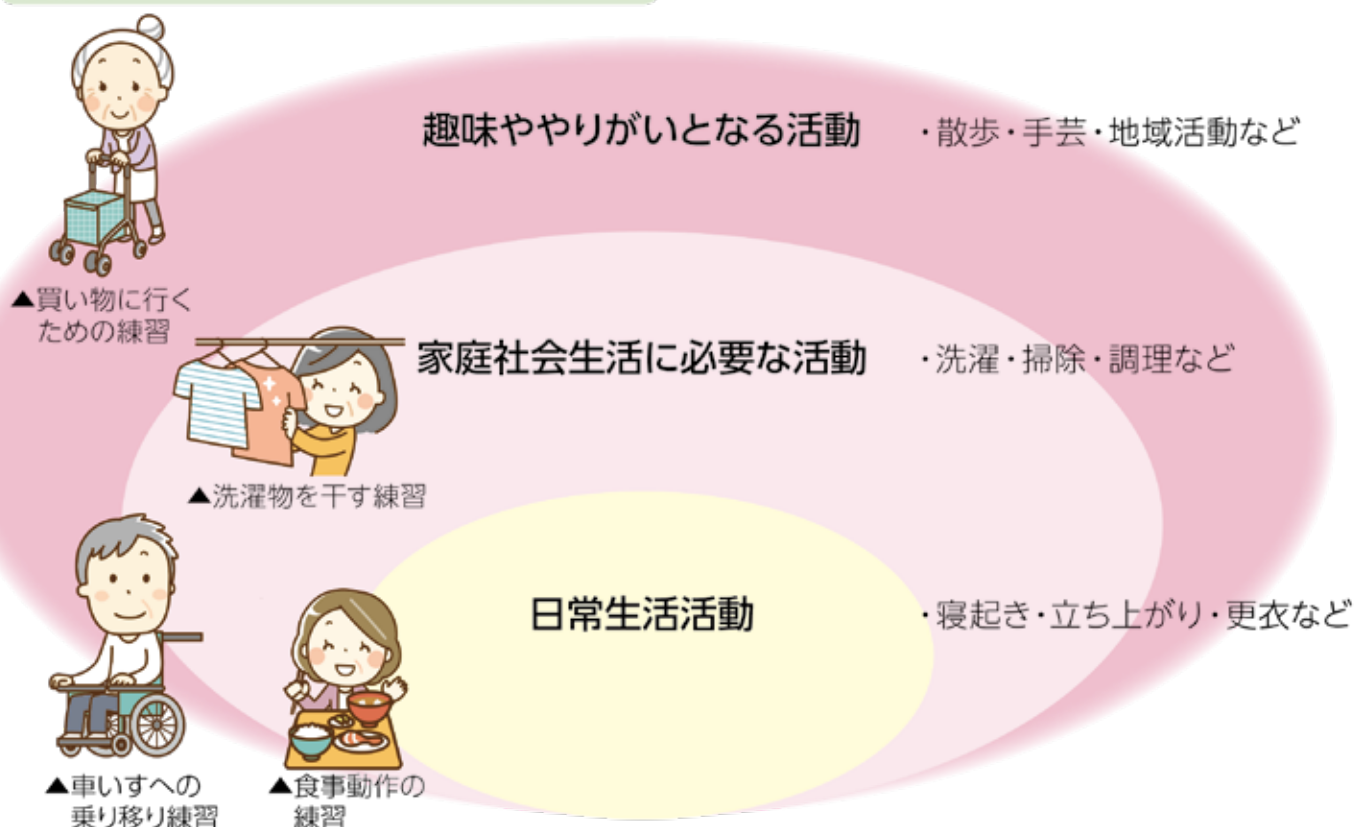 趣味ややりがいとなる活動 ・散歩・手芸・地域活動など
▲買い物に行く
ための練習
家庭社会生活に必要な活動 ・洗濯・掃除・調理など
▲洗濯物を干す練習
日常生活活動 ・寝起き・立ち上がり・更衣など
▲車いすへの
乗り移り練習
▲食事動作の
練習